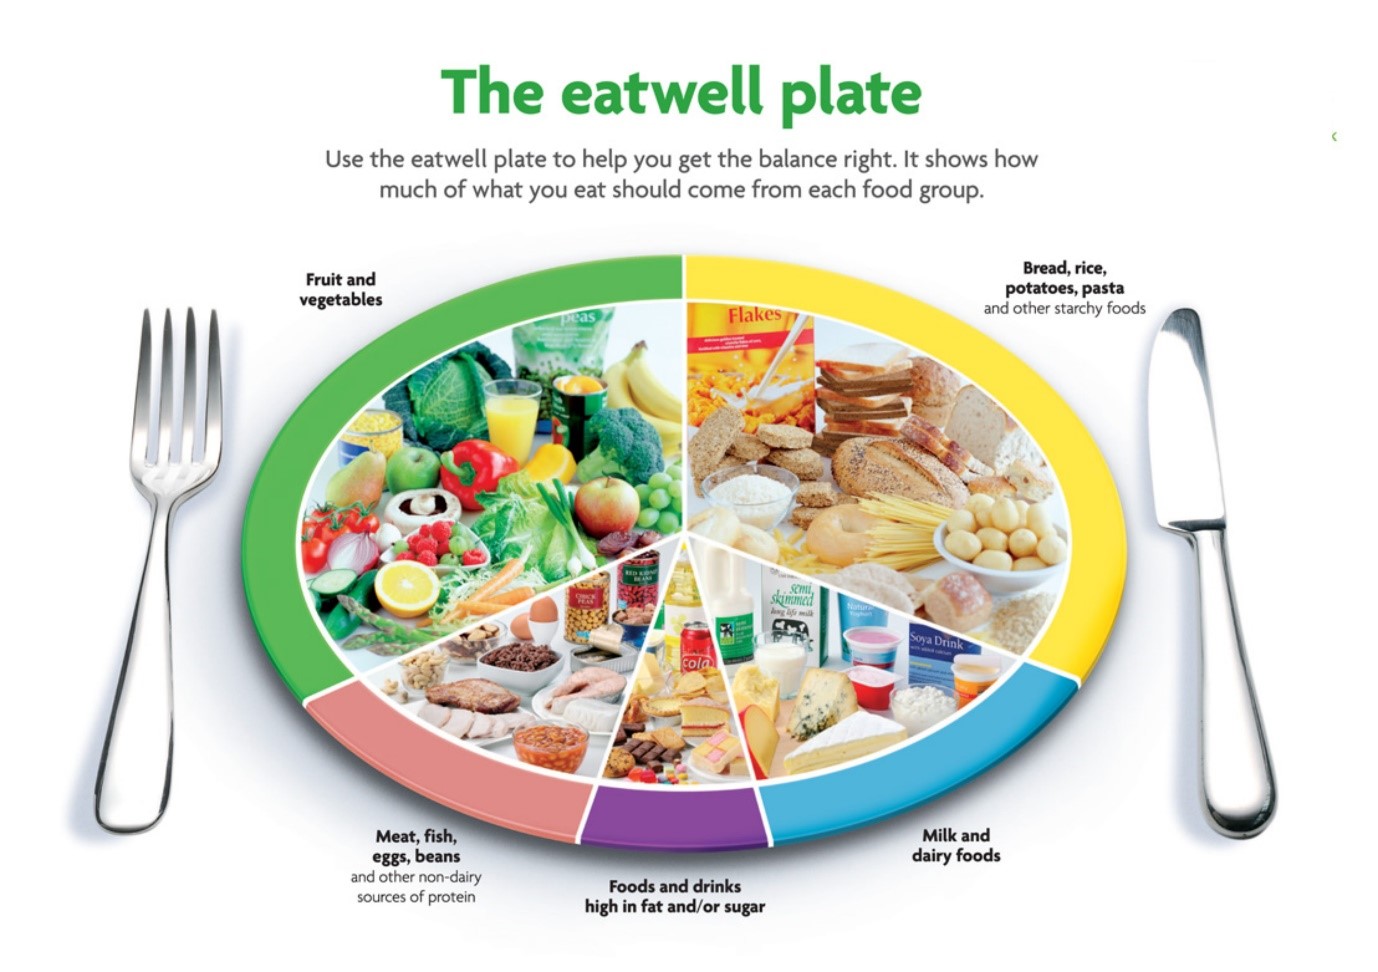 The eatwell plate
Use the eatwell plate to help you get the balance right. It shows how
much of what you eat should come from each food group.
Fruit and
vegetables
Bread, rice,
potatoes, pasta
and other starchy foods
peas
Flakes
CHICK
PEAS
RED KIDNEY
BEANS
cola
semi
skimmed
long life milk
Natural
Yoghurt
Soya Drink
with added calcium
Meat, fish,
eggs, beans
and other non-dairy
sources of protein
Foods and drinks
high in fat and/or sugar
Milk and
dairy foods